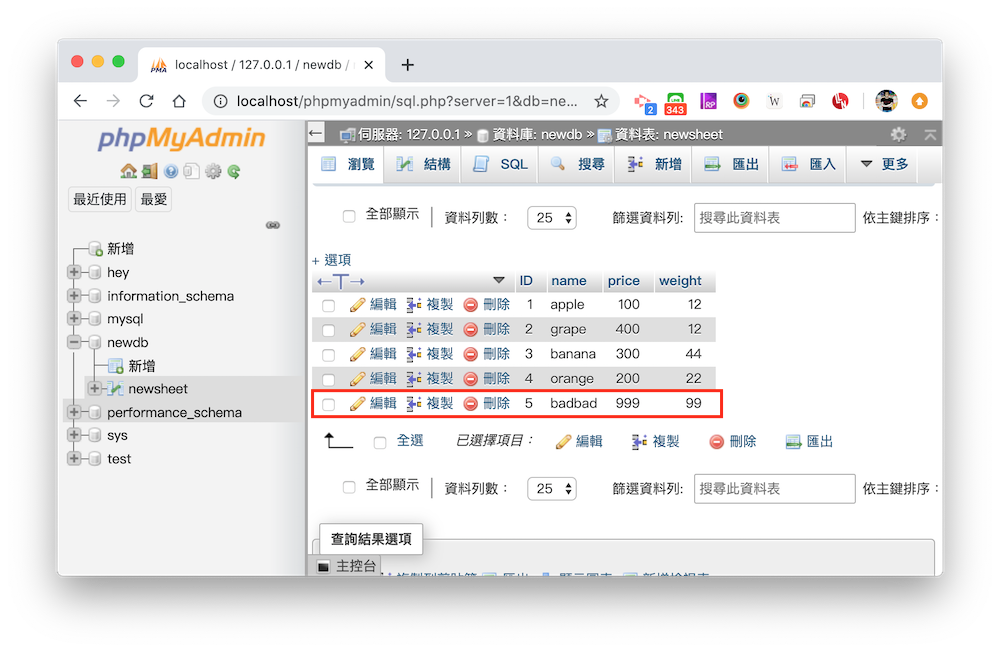 localhost / 127.0.0.1 / newdb /
localhost/phpmyadmin/sql.php?server=1&db=ne...
2
343
RP
W
phpMyAdmin
最近使用 最愛
新增
hey
information_schema
mysql
newdb
新增
newsheet
performance_schema
sys
test
伺服器: 127.0.0.1 » 資料庫: newdb » 資料表: newsheet
瀏覽 結構 SQL 搜尋 新增 匯出 匯入 更多
全部顯示 資料列數： 25 篩選資料列: 搜尋此資料表 依主鍵排序：
+ 選項
←T→ ID name price weight
編輯 複製 刪除 1 apple 100 12
編輯 複製 刪除 2 grape 400 12
編輯 複製 刪除 3 banana 300 44
編輯 複製 刪除 4 orange 200 22
編輯 複製 刪除 5 badbad 999 99
全選 已選擇項目： 編輯 複製 刪除 匯出
全部顯示 資料列數： 25 篩選資料列: 搜尋此資料表 依主鍵排序：
查詢結果選項
主控台